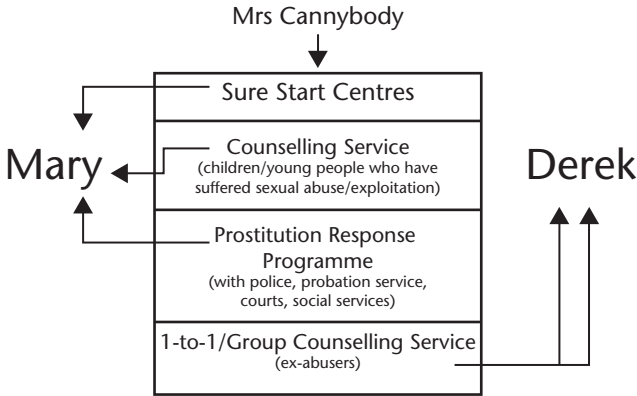 Mrs Cannybody
Sure Start Centres
Mary
Counselling Service
(children/young people who have
suffered sexual abuse/exploitation)
Derek
Prostitution Response
Programme
(with police, probation service,
courts, social services)
1-to-1/Group Counselling Service
(ex-abusers)